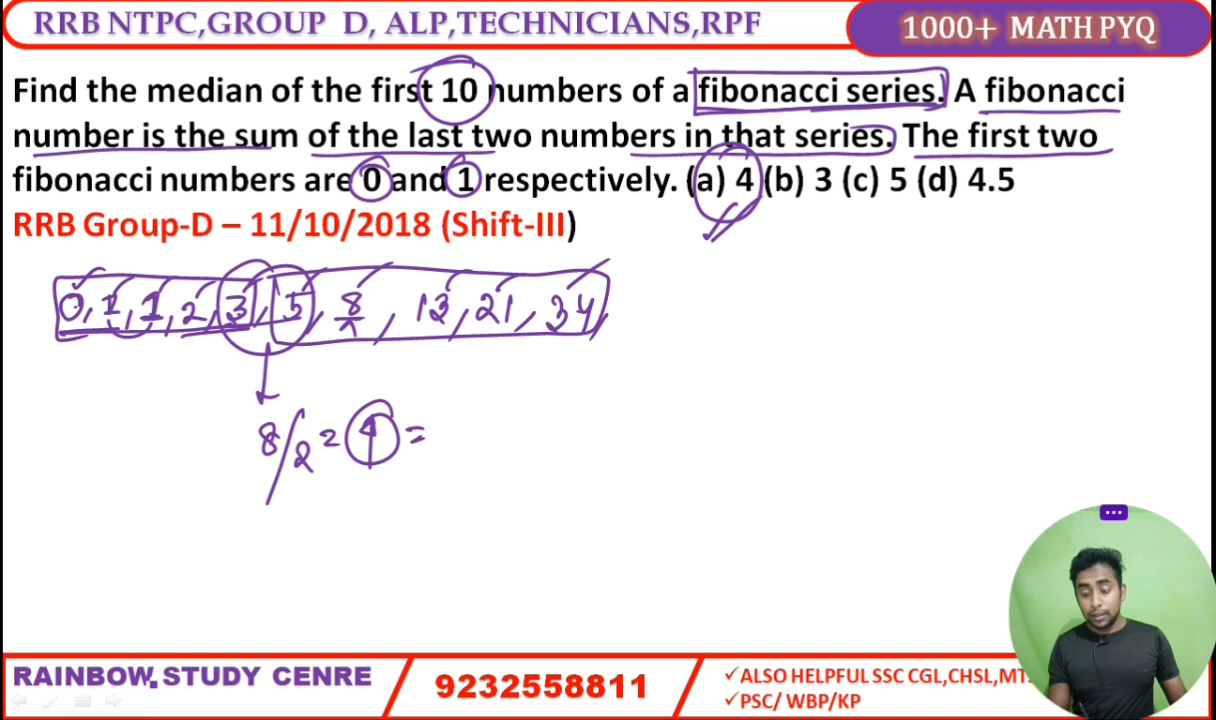 RRB NTPC,GROUP D, ALP,TECHNICIANS,RPF
1000+ MATH PYQ
Find the median of the first 10 numbers of a fibonacci series. A fibonacci
number is the sum of the last two numbers in that series. The first two
fibonacci numbers are 0 and 1 respectively. (a) 4 (b) 3 (c) 5 (d) 4.5
RRB Group-D – 11/10/2018 (Shift-III)
0, 1, 1, 2, 3, 5, 8, 13, 21, 34,
8/2 = 4 =
RAINBOW STUDY CENRE
9232558811
✓ALSO HELPFUL SSC CGL,CHSL,MTS
✓PSC/ WBP/KP